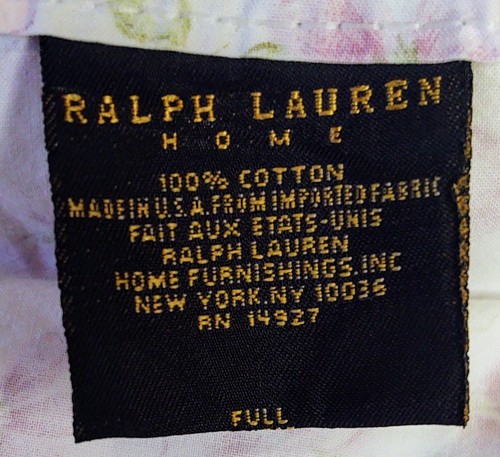 RALPH LAUREN
HOME
100% COTTON
MADE IN U.S.A. FROM IMPORTED FABRIC
FAIT AUX ETATS-UNIS
RALPH LAUREN
HOME FURNISHINGS, INC
NEW YORK, NY 10036
RN 14927
FULL